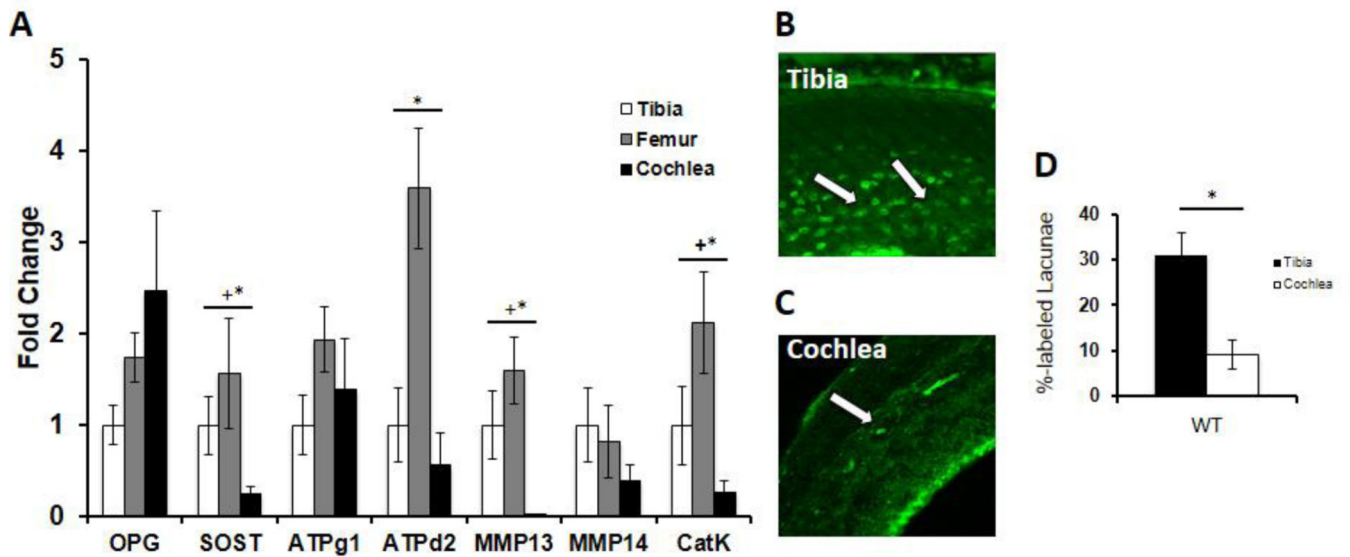 A
5
4
3
2
1
0
Fold Change
Tibia
Femur
Cochlea
+*
*
+*
+*
OPG SOST ATPg1 ATPd2 MMP13 MMP14 CatK
B
Tibia
C
Cochlea
D
%-labeled Lacunae
40
30
20
10
0
*
Tibia
Cochlea
WT